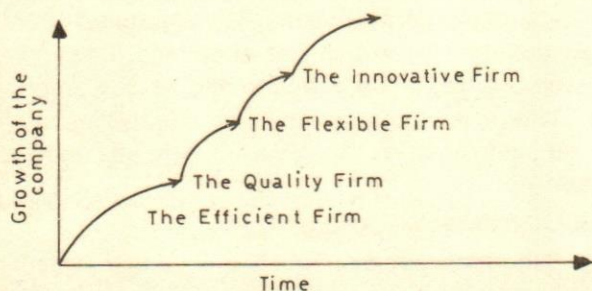 Growth of the
company
The Innovative Firm
The Flexible Firm
The Quality Firm
The Efficient Firm
Time